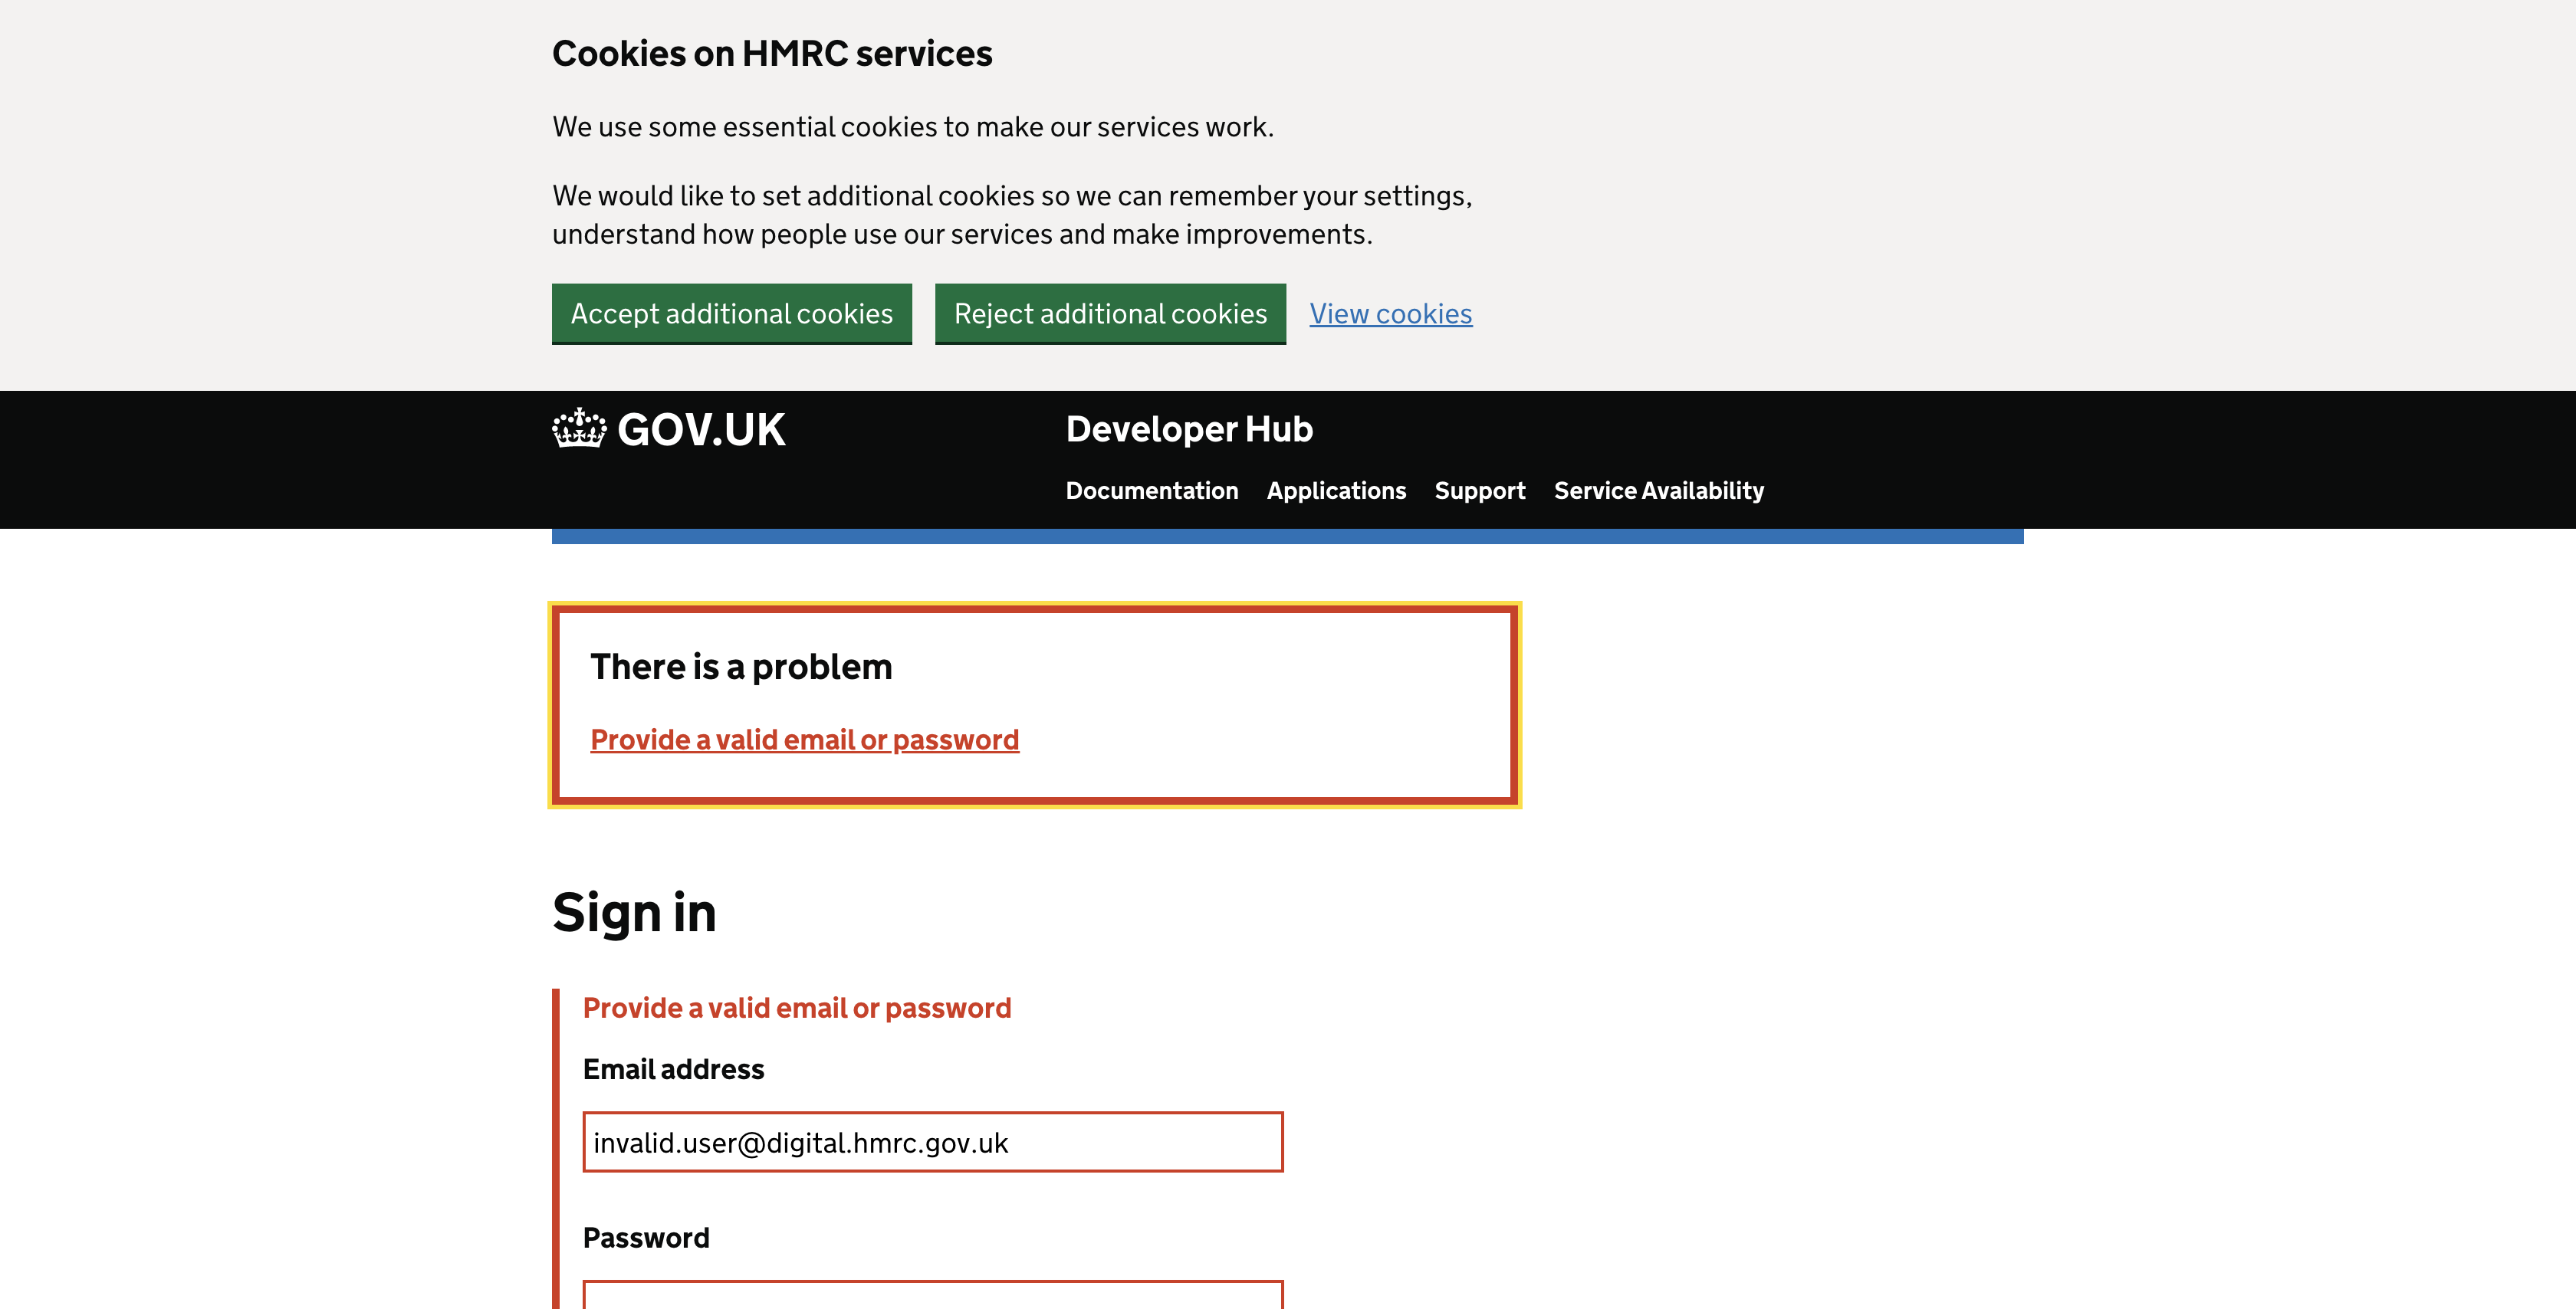 Cookies on HMRC services
We use some essential cookies to make our services work.
We would like to set additional cookies so we can remember your settings,
understand how people use our services and make improvements.
Accept additional cookies Reject additional cookies View cookies
GOV.UK Developer Hub
Documentation Applications Support Service Availability
There is a problem
Provide a valid email or password
Sign in
Provide a valid email or password
Email address
invalid.user@digital.hmrc.gov.uk
Password